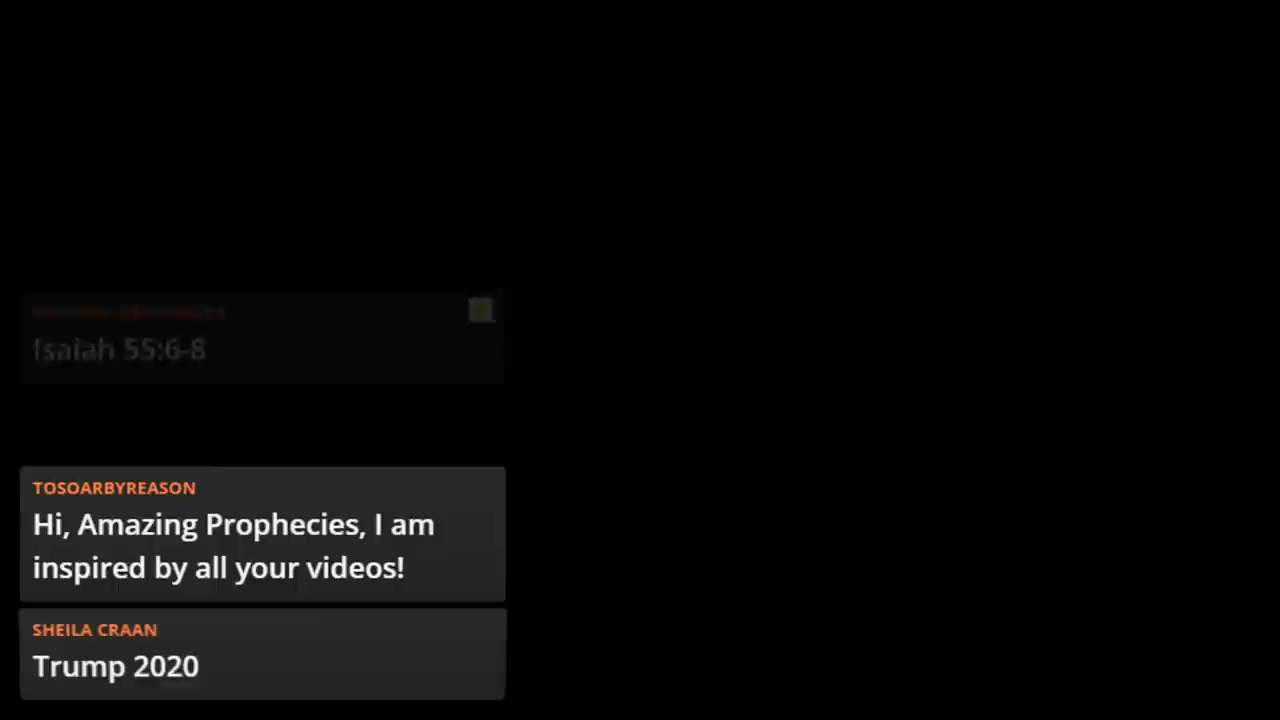 Isaiah 55:6-8
TOSOARBYREASON
Hi, Amazing Prophecies, I am
inspired by all your videos!
SHEILA CRAAN
Trump 2020